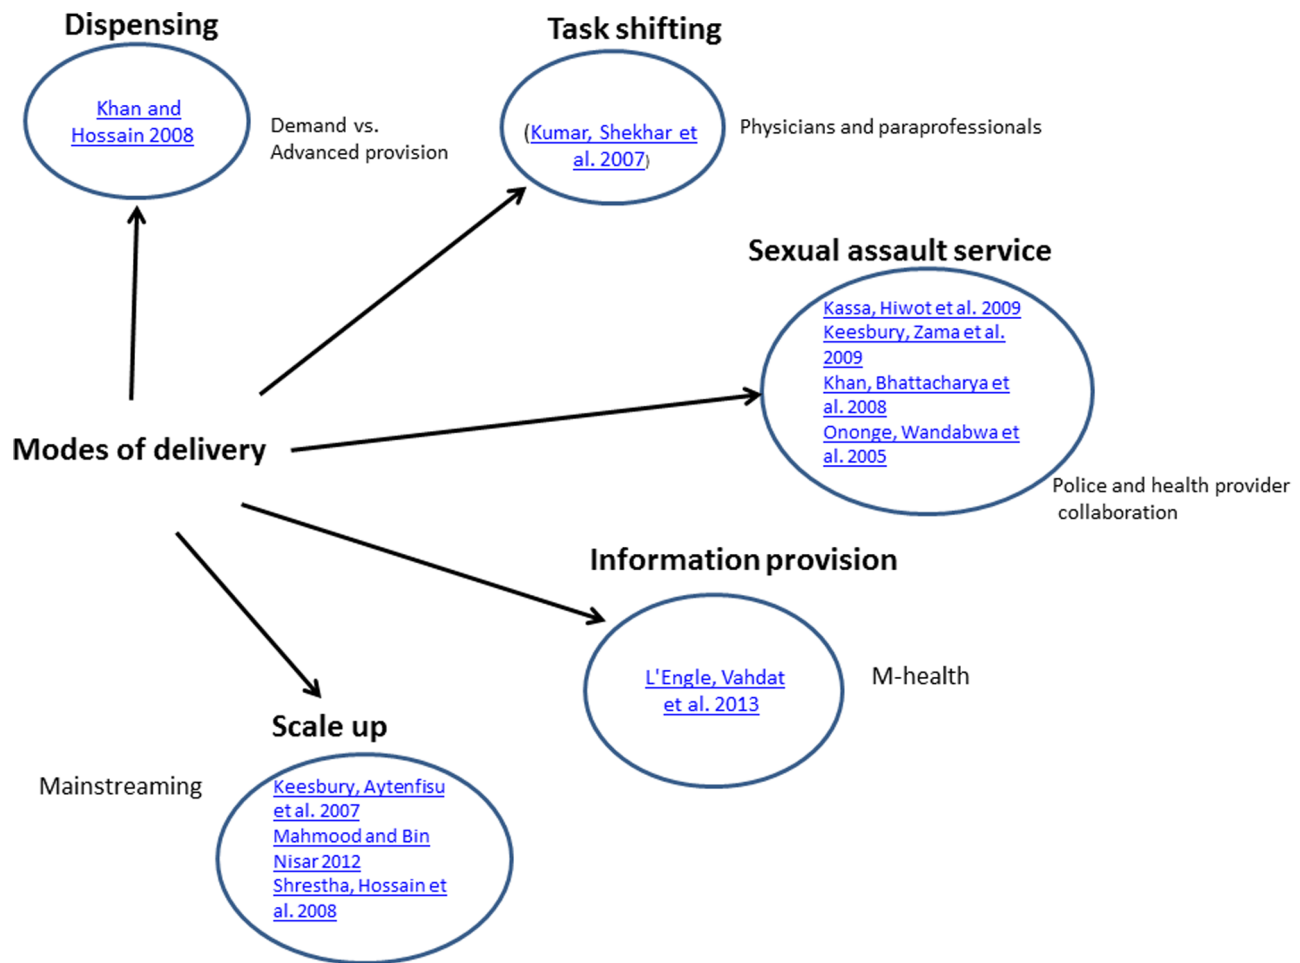 Dispensing
Khan and
Hossain 2008
Demand vs.
Advanced provision
Task shifting
(Kumar, Shekhar et
al. 2007)
Physicians and paraprofessionals
Sexual assault service
Kassa, Hiwot et al. 2009
Keesbury, Zama et al.
2009
Khan, Bhattacharya et
al. 2008
Ononge, Wandabwa et
al. 2005
Police and health provider
collaboration
Modes of delivery
Information provision
L'Engle, Vahdat
et al. 2013
M-health
Scale up
Mainstreaming
Keesbury, Aytenfisu
et al. 2007
Mahmood and Bin
Nisar 2012
Shrestha, Hossain et
al. 2008